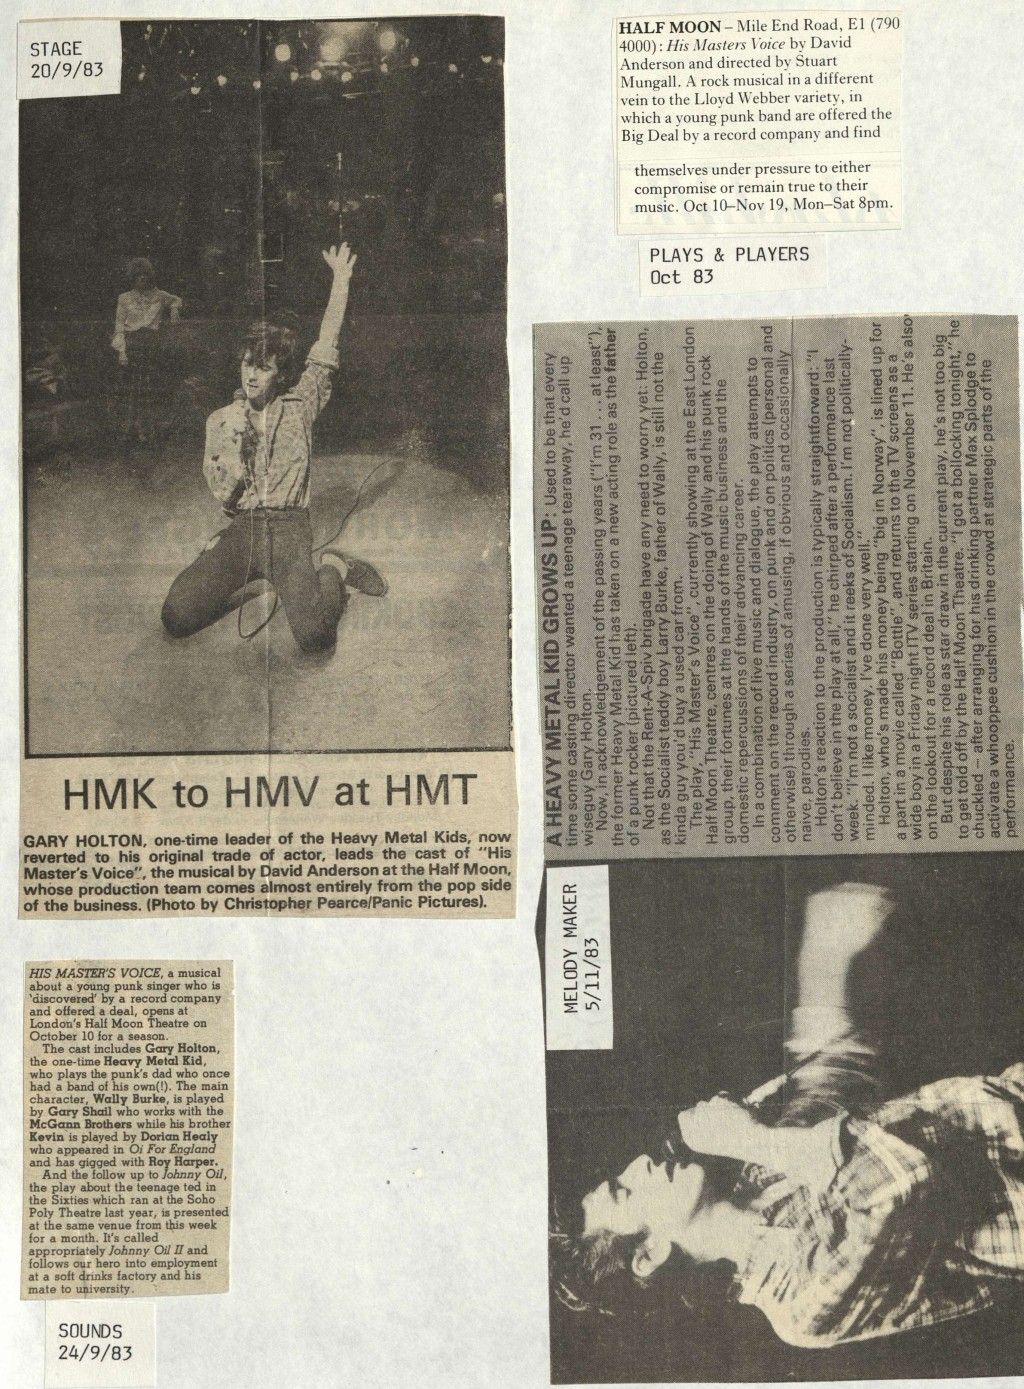 STAGE
20/9/83
HMK to HMV at HMT
GARY HOLTON, one-time leader of the Heavy Metal Kids, now
reverted to his original trade of actor, leads the cast of "His
Master's Voice", the musical by David Anderson at the Half Moon,
whose production team comes almost entirely from the pop side
of the business. (Photo by Christopher Pearce/Panic Pictures).
HIS MASTER'S VOICE, a musical
about a young punk singer who is
'discovered' by a record company
and offered a deal, opens at
London's Half Moon Theatre on
October 10 for a season.
The cast includes Gary Holton,
the one-time Heavy Metal Kid,
who plays the punk's dad who once
had a band of his own(!). The main
character, Wally Burke, is played
by Gary Shail who works with the
McGann Brothers while his brother
Kevin is played by Dorian Healy
who appeared in Oi For England
and has gigged with Roy Harper.
And the follow up to Johnny Oil,
the play about the teenage ted in
the Sixties which ran at the Soho
Poly Theatre last year, is presented
at the same venue from this week
for a month. It's called
appropriately Johnny Oil II and
follows our hero into employment
at a soft drinks factory and his
mate to university.
SOUNDS
24/9/83
HALF MOON – Mile End Road, E1 (790
4000): His Masters Voice by David
Anderson and directed by Stuart
Mungall. A rock musical in a different
vein to the Lloyd Webber variety, in
which a young punk band are offered the
Big Deal by a record company and find
themselves under pressure to either
compromise or remain true to their
music. Oct 10–Nov 19, Mon–Sat 8pm.
PLAYS & PLAYERS
Oct 83
A HEAVY METAL KID GROWS UP: Used to be that every
time some casting director wanted a teenage tearaway, he'd call up
wiseguy Gary Holton.
Now, in acknowledgement of the passing years ("I'm 31 . . . at least"),
the former Heavy Metal Kid has taken on a new acting role as the father
of a punk rocker (pictured left).
Not that the Rent-A-Spiv brigade have any need to worry yet: Holton,
as the Socialist teddy boy Larry Burke, father of Wally, is still not the
kinda guy you'd buy a used car from.
The play, "His Master's Voice", currently showing at the East London
Half Moon Theatre, centres on the doing of Wally and his punk rock
group, their fortunes at the hands of the music business and the
domestic repercussions of their advancing career.
In a combination of live music and dialogue, the play attempts to
comment on the record industry, on punk and on politics (personal and
otherwise) through a series of amusing, if obvious and occasionally
naive, parodies.
Holton's reaction to the production is typically straightforward: "I
don't believe in the play at all," he chirped after a performance last
week. "I'm not a socialist and it reeks of Socialism. I'm not politically-
minded. I like money. I've done very well."
Holton, who's made his money being "big in Norway", is lined up for
a part in a movie called "Bottle", and returns to the TV screens as a
wide boy in a Friday night ITV series starting on November 11. He's also
on the lookout for a record deal in Britain.
But despite his role as star draw in the current play, he's not too big
to get told off by the Half Moon Theatre. "I got a bollocking tonight," he
chuckled – after arranging for his drinking partner Max Splodge to
activate a whooppee cushion in the crowd at strategic parts of the
performance.
MELODY MAKER
5/11/83